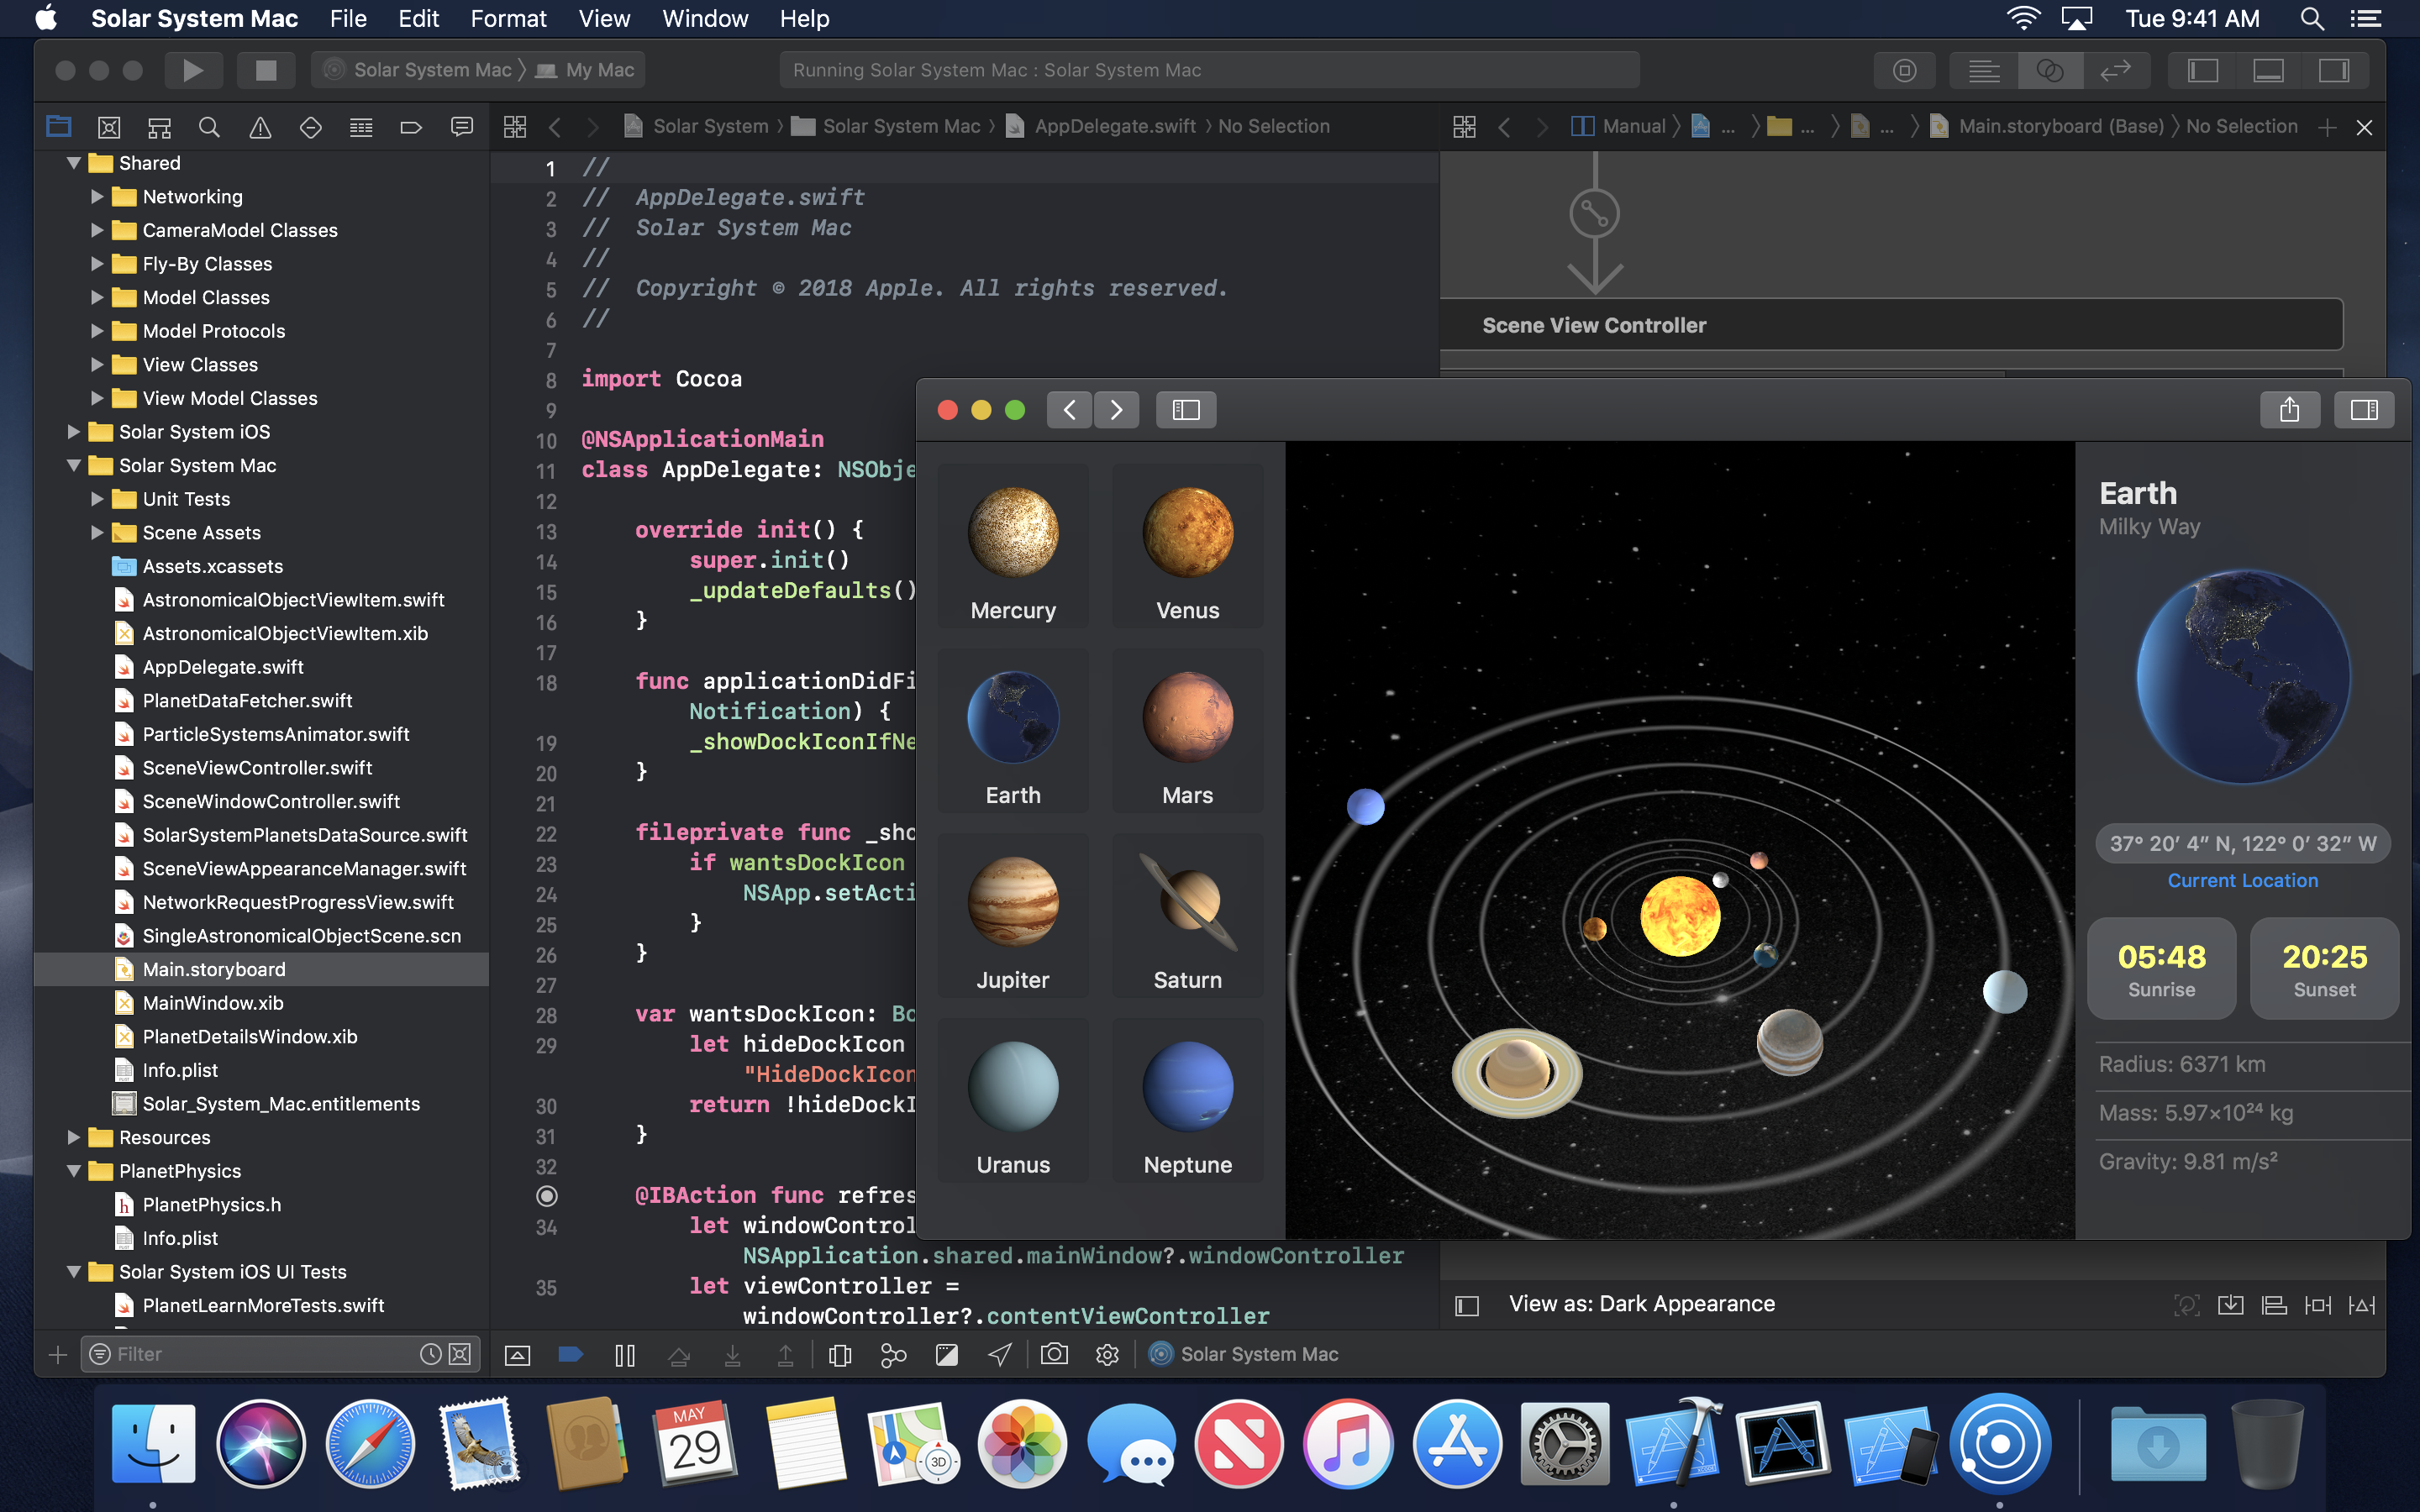 Solar System Mac File Edit Format View Window Help Tue 9:41 AM
Solar System Mac My Mac Running Solar System Mac : Solar System Mac
Solar System Solar System Mac AppDelegate.swift No Selection
Manual ... ... ... Main.storyboard (Base) No Selection
Shared
Networking
CameraModel Classes
Fly-By Classes
Model Classes
Model Protocols
View Classes
View Model Classes
Solar System iOS
Solar System Mac
Unit Tests
Scene Assets
Assets.xcassets
AstronomicalObjectViewItem.swift
AstronomicalObjectViewItem.xib
AppDelegate.swift
PlanetDataFetcher.swift
ParticleSystemsAnimator.swift
SceneViewController.swift
SceneWindowController.swift
SolarSystemPlanetsDataSource.swift
SceneViewAppearanceManager.swift
NetworkRequestProgressView.swift
SingleAstronomicalObjectScene.scn
Main.storyboard
MainWindow.xib
PlanetDetailsWindow.xib
Info.plist
Solar_System_Mac.entitlements
Resources
PlanetPhysics
PlanetPhysics.h
Info.plist
Solar System iOS UI Tests
PlanetLearnMoreTests.swift
Filter
1 //
2 // AppDelegate.swift
3 // Solar System Mac
4 //
5 // Copyright © 2018 Apple. All rights reserved.
6 //
7
8 import Cocoa
9
10 @NSApplicationMain
11 class AppDelegate: NSObje
12
13 override init() {
14 super.init()
15 _updateDefaults()
16 }
17
18 func applicationDidFi
Notification) {
19 _showDockIconIfNe
20 }
21
22 fileprivate func _sho
23 if wantsDockIcon
24 NSApp.setActi
25 }
26 }
27
28 var wantsDockIcon: Bo
29 let hideDockIcon
"HideDockIcon
30 return !hideDockI
31 }
32
@IBAction func refres
34 let windowControl
NSApplication.shared.mainWindow?.windowController
35 let viewController =
windowController?.contentViewController
Solar System Mac
Scene View Controller
Mercury
Venus
Earth
Mars
Jupiter
Saturn
Uranus
Neptune
Earth
Milky Way
37° 20′ 4″ N, 122° 0′ 32″ W
Current Location
05:48
Sunrise
20:25
Sunset
Radius: 6371 km
Mass: 5.97×10²⁴ kg
Gravity: 9.81 m/s²
View as: Dark Appearance
MAY
29
3D